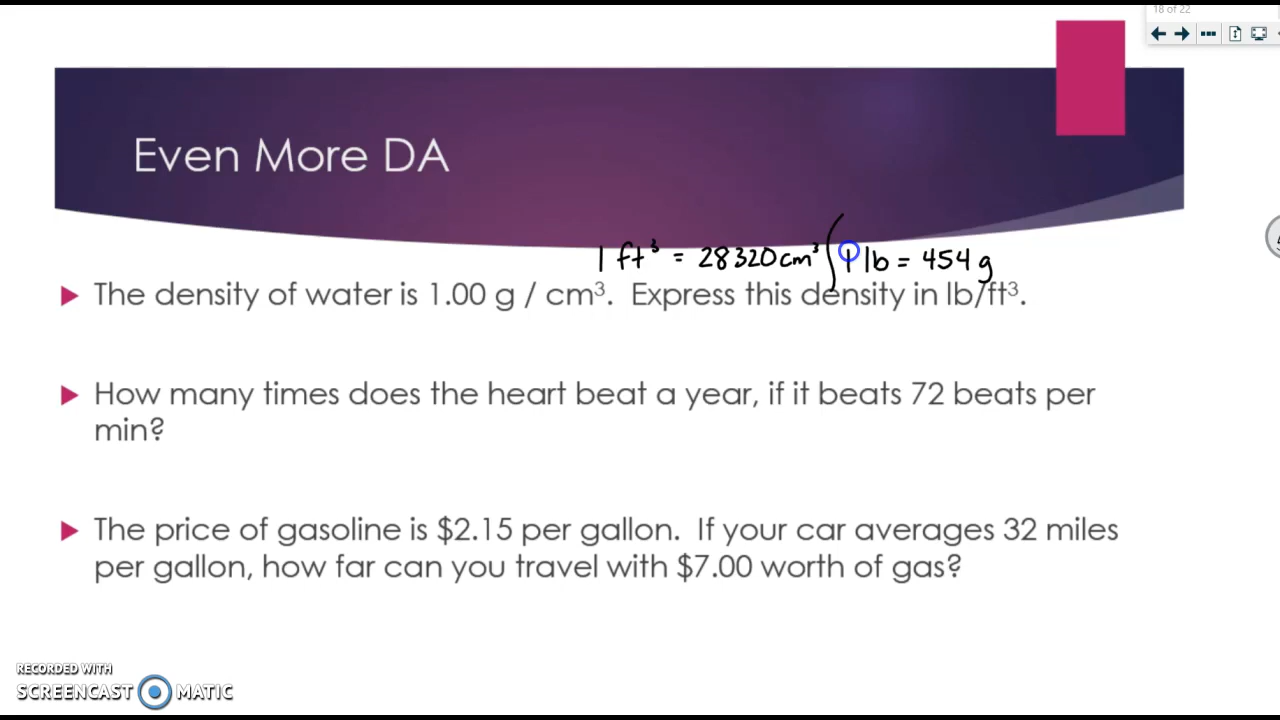 18 of 22
Even More DA
1 ft³ = 28320 cm³ ( 1 lb = 454 g
The density of water is 1.00 g / cm³. Express this density in lb/ft³.
How many times does the heart beat a year, if it beats 72 beats per
min?
The price of gasoline is $2.15 per gallon. If your car averages 32 miles
per gallon, how far can you travel with $7.00 worth of gas?
RECORDED WITH
SCREENCAST MATIC